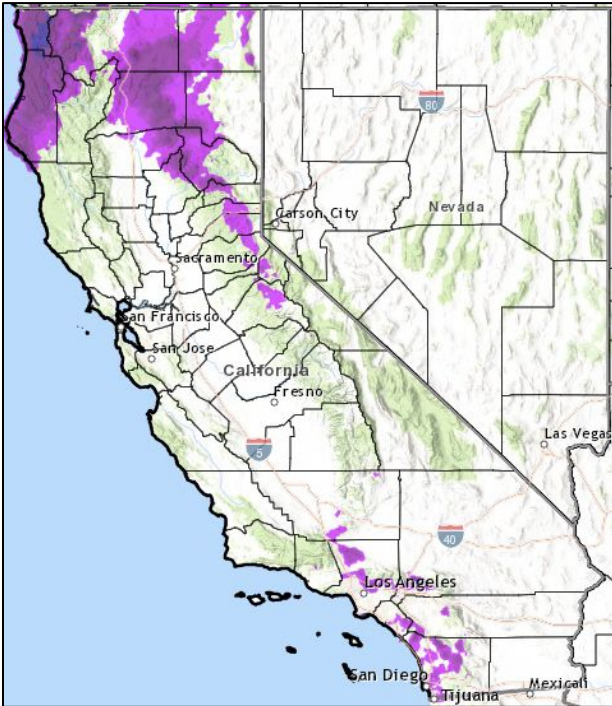 80
Carson City
Nevada
Sacramento
San Francisco
San Jose
California
Fresno
Las Vegas
5
40
Los Angeles
San Diego
Tijuana
Mexicali